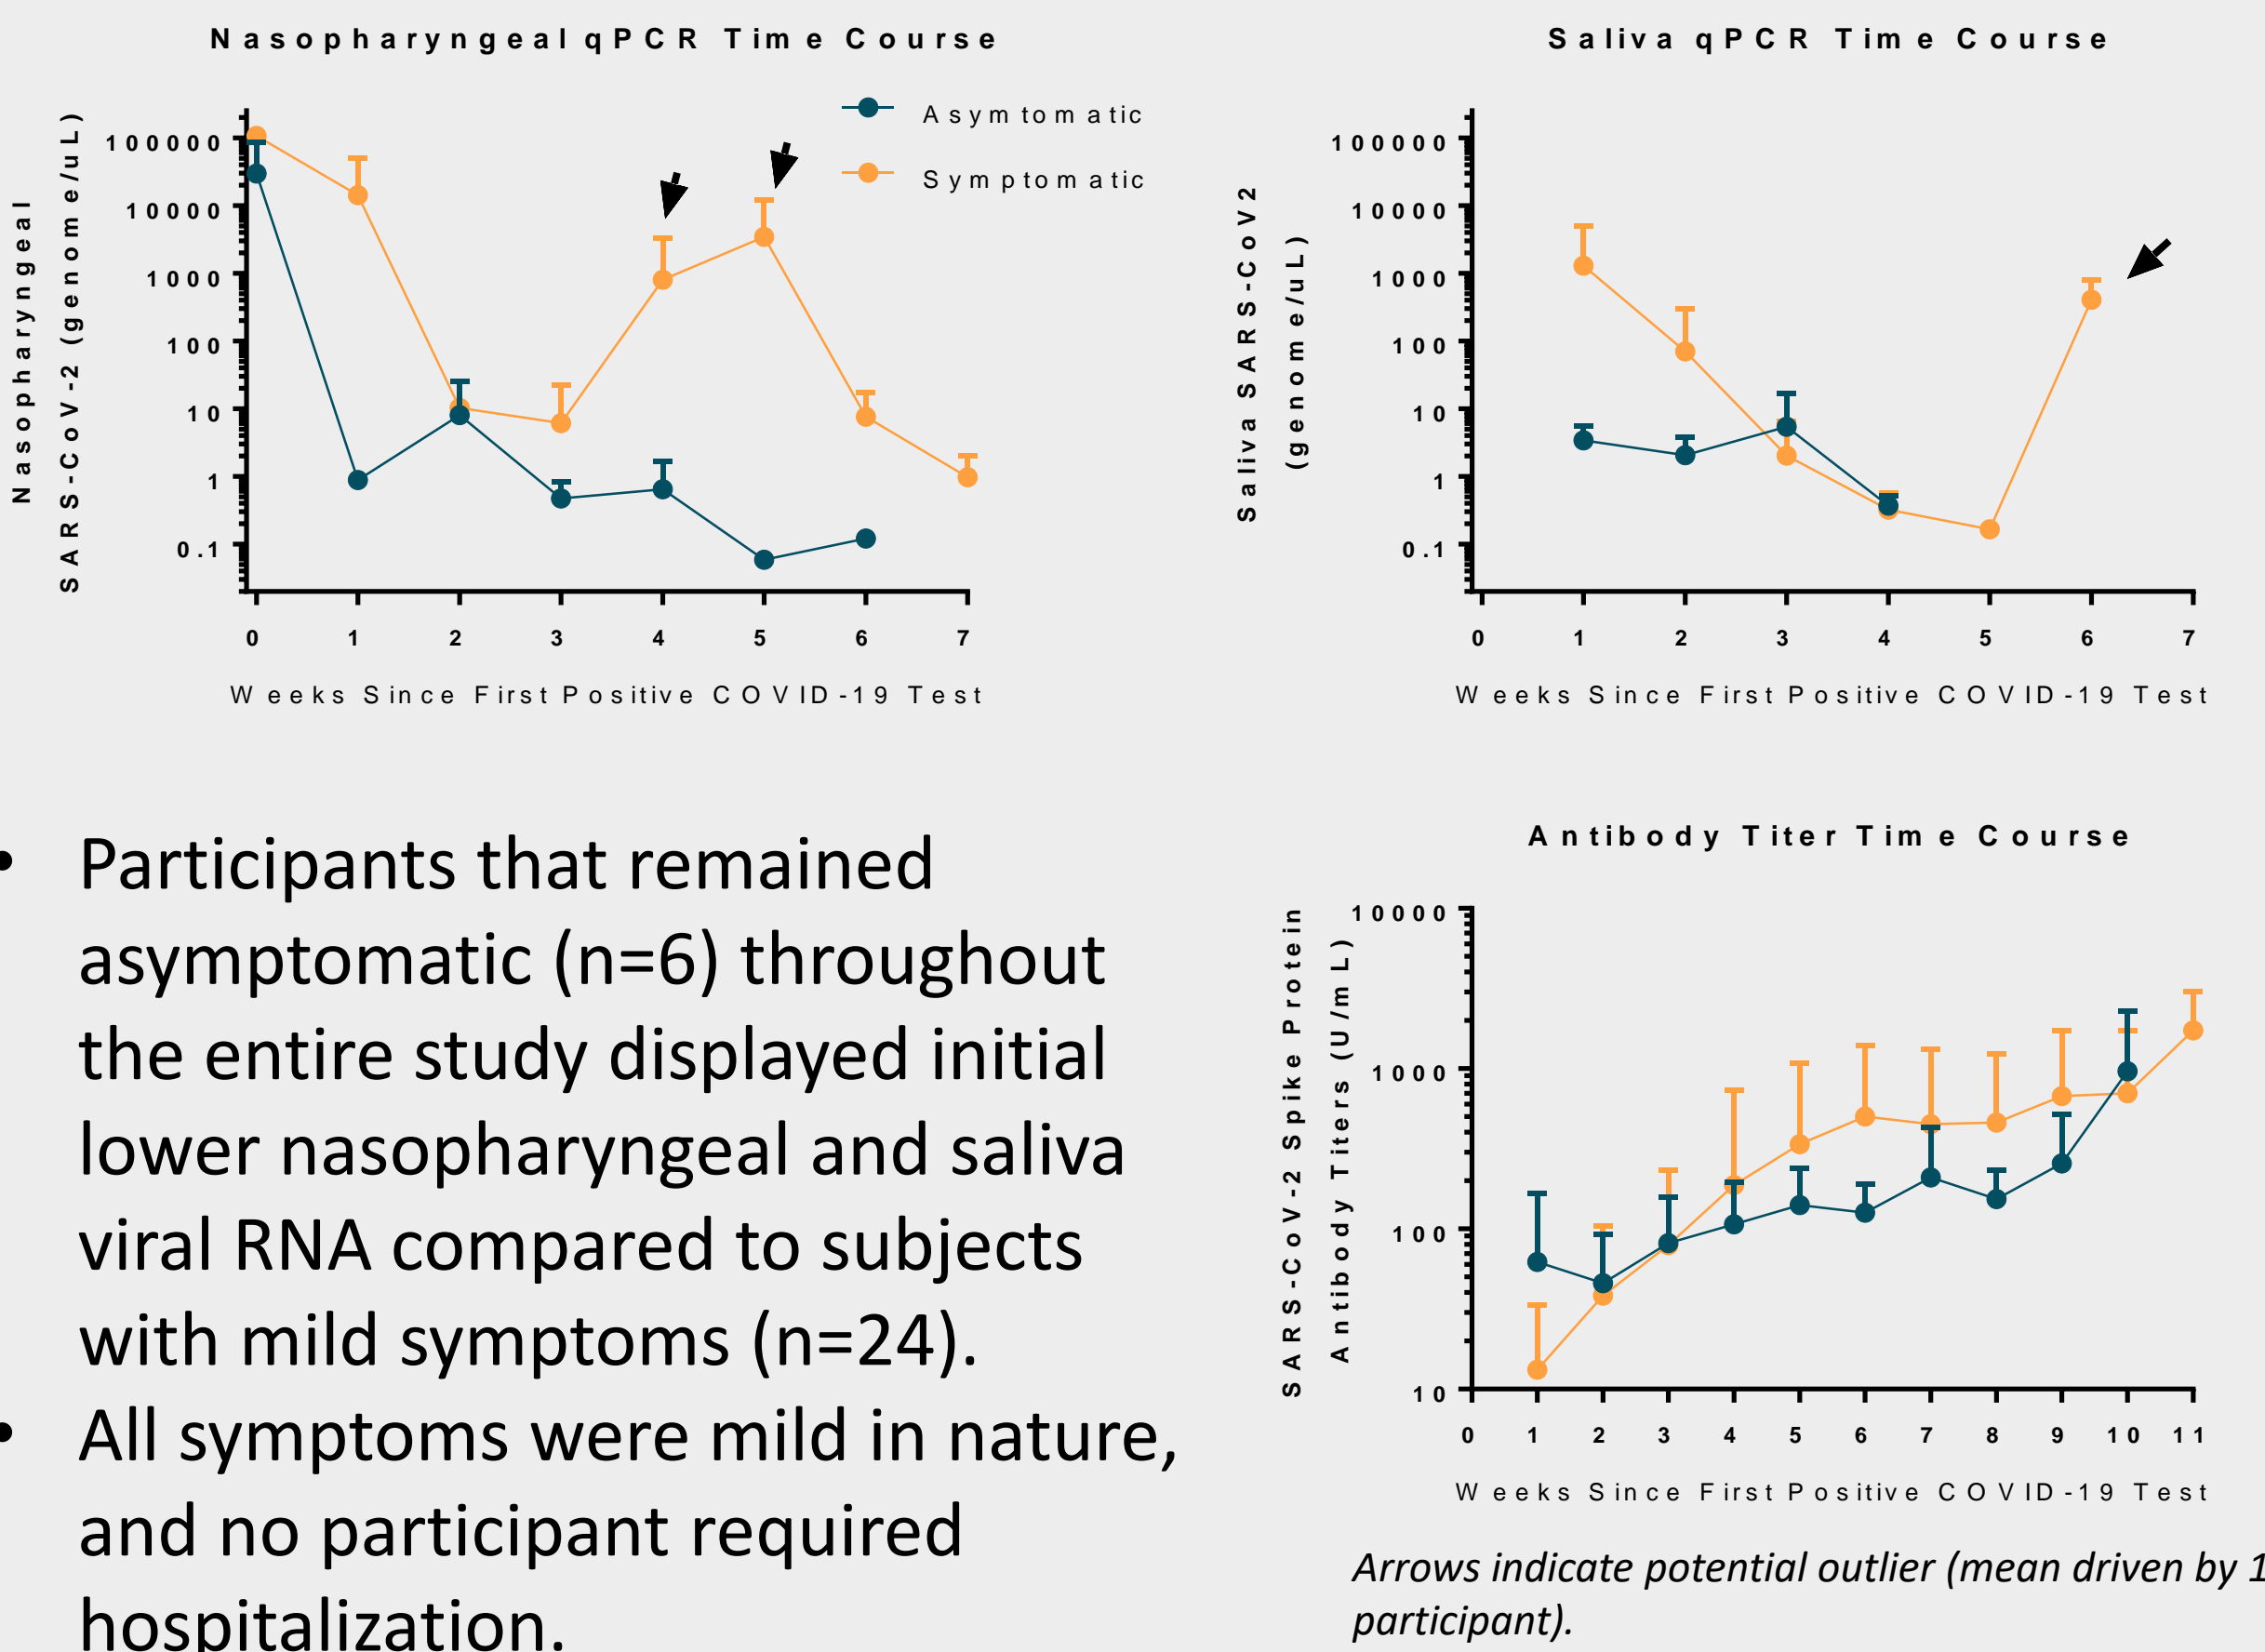 Nasopharyngeal qPCR Time Course
Nasopharyngeal
SARS-CoV-2 (genome/uL)
100000
10000
1000
100
10
1
0.1
0 1 2 3 4 5 6 7
Weeks Since First Positive COVID-19 Test
Asymtomatic
Symptomatic
Saliva qPCR Time Course
Saliva SARS-CoV2
(genome/uL)
100000
10000
1000
100
10
1
0.1
0 1 2 3 4 5 6 7
Weeks Since First Positive COVID-19 Test
• Participants that remained
asymptomatic (n=6) throughout
the entire study displayed initial
lower nasopharyngeal and saliva
viral RNA compared to subjects
with mild symptoms (n=24).
• All symptoms were mild in nature,
and no participant required
hospitalization.
Antibody Titer Time Course
SARS-CoV-2 Spike Protein
Antibody Titers (U/mL)
10000
1000
100
10
0 1 2 3 4 5 6 7 8 9 10 11
Weeks Since First Positive COVID-19 Test
Arrows indicate potential outlier (mean driven by 1
participant).